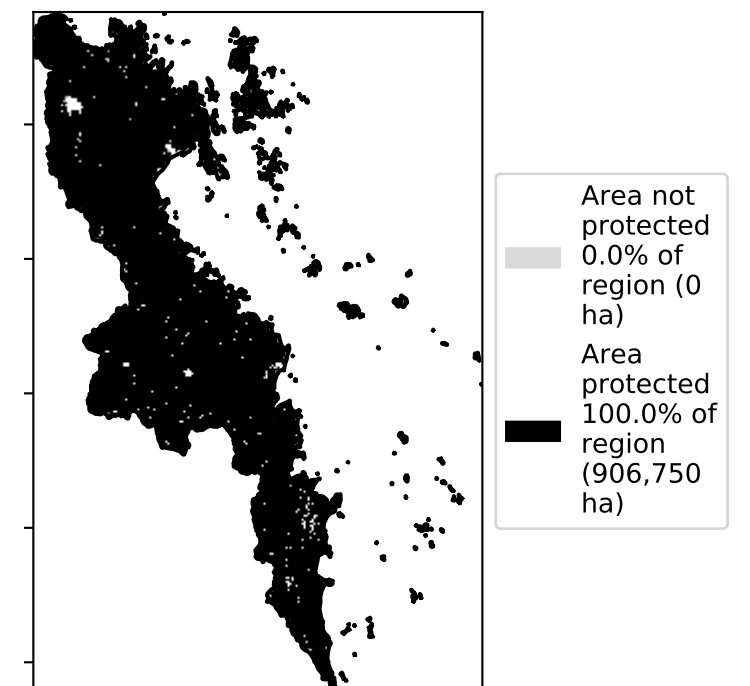 Area not
protected
0.0% of
region (0
ha)
Area
protected
100.0% of
region
(906,750
ha)